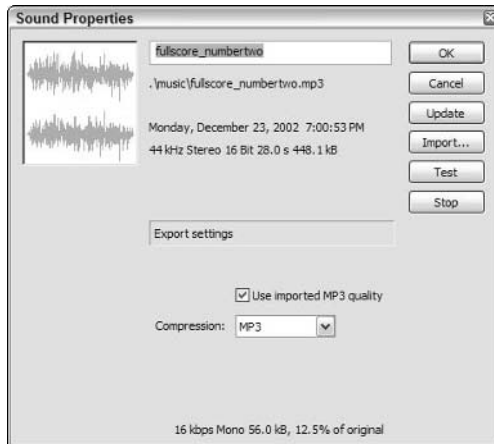 Sound Properties
fullscore_numbertwo
.\music\fullscore_numbertwo.mp3
Monday, December 23, 2002 7:00:53 PM
44 kHz Stereo 16 Bit 28.0 s 448.1 kB
OK
Cancel
Update
Import...
Test
Stop
Export settings
Use imported MP3 quality
Compression: MP3
16 kbps Mono 56.0 kB, 12.5% of original